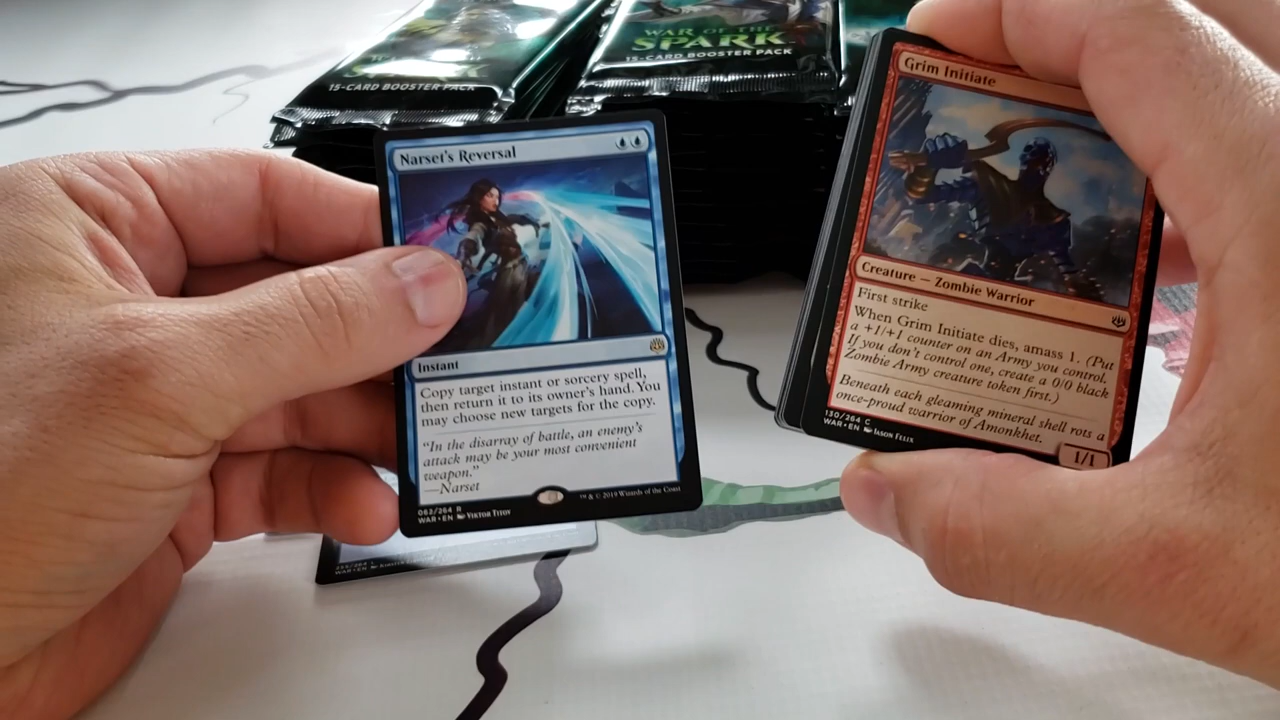 15-CARD BOOSTER PACK
WAR OF THE
SPARK
15-CARD BOOSTER PACK
Narset's Reversal
Instant
Copy target instant or sorcery spell,
then return it to its owner's hand. You
may choose new targets for the copy.
"In the disarray of battle, an enemy's
attack may be your most convenient
weapon."
—Narset
062/264 R
WAR • EN Viktor Titov
™ & © 2019 Wizards of the Coast
Grim Initiate
Creature — Zombie Warrior
First strike
When Grim Initiate dies, amass 1. (Put
a +1/+1 counter on an Army you control.
If you don't control one, create a 0/0 black
Zombie Army creature token first.)
Beneath each gleaming mineral shell rots a
once-proud warrior of Amonkhet.
130/264 C
WAR • EN Jason Felix
1/1